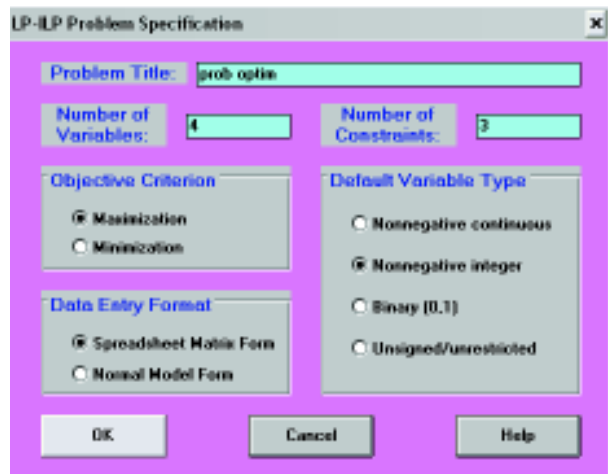 LP-ILP Problem Specification
Problem Title: prob optim
Number of Variables: 4
Number of Constraints: 3
Objective Criterion
Maximization
Minimization
Default Variable Type
Nonnegative continuous
Nonnegative integer
Binary (0,1)
Unsigned/unrestricted
Data Entry Format
Spreadsheet Matrix Form
Normal Model Form
OK
Cancel
Help